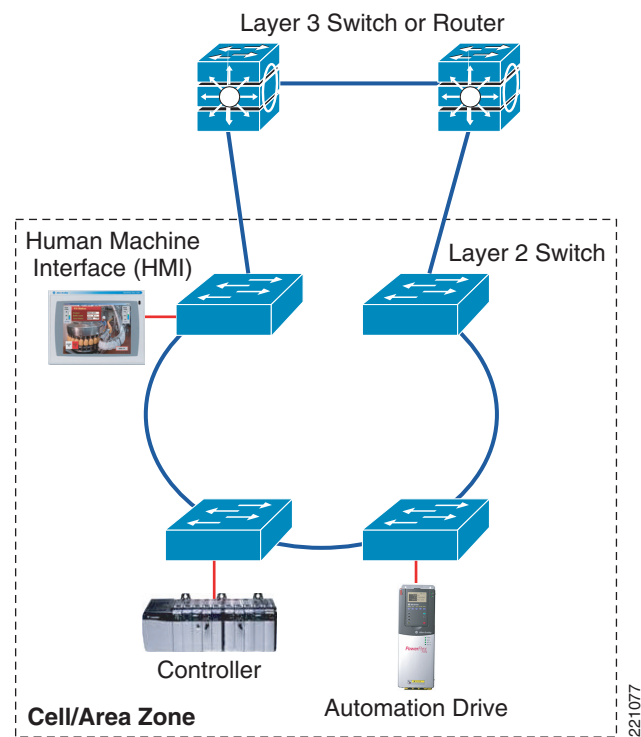 Layer 3 Switch or Router
Human Machine
Interface (HMI)
Layer 2 Switch
Controller
Automation Drive
Cell/Area Zone
221077